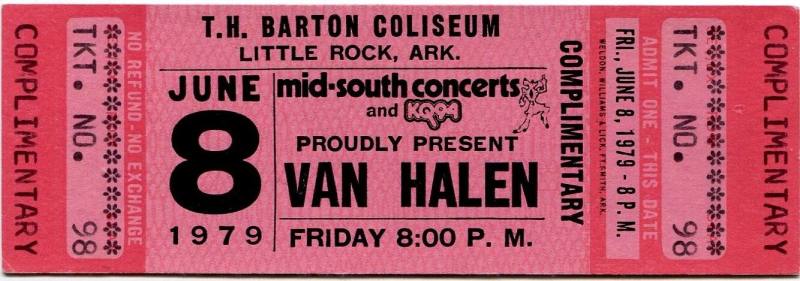 COMPLIMENTARY
TKT. NO. 98
NO REFUND - NO EXCHANGE
T.H. BARTON COLISEUM
LITTLE ROCK, ARK.
JUNE
8
1979
mid-south concerts
and KQ94
PROUDLY PRESENT
VAN HALEN
FRIDAY 8:00 P. M.
COMPLIMENTARY
WELDON, WILLIAMS & LICK, FT. SMITH, ARK.
FRI., JUNE 8, 1979 - 8 P. M.
ADMIT ONE - THIS DATE
TKT. NO. 98
COMPLIMENTARY